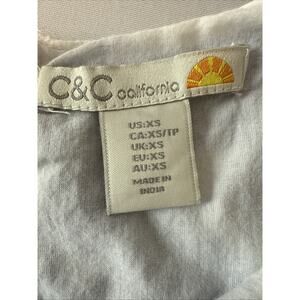 C&C california
US:XS
CA:XS/TP
UK:XS
EU:XS
AU:XS
MADE IN
INDIA